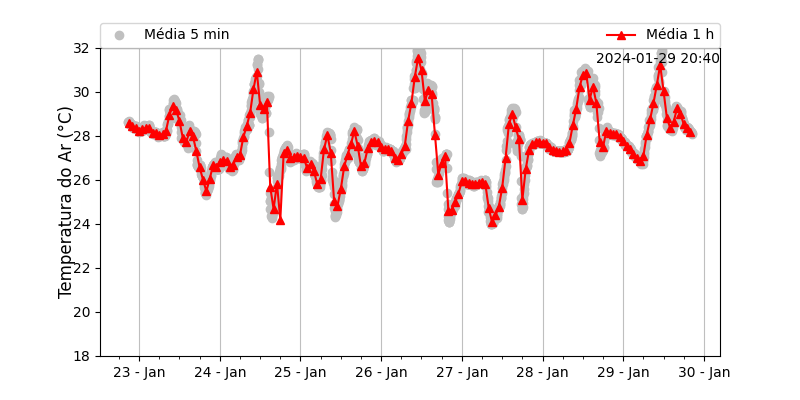 Média 5 min
Média 1 h
2024-01-29 20:40
Temperatura do Ar (°C)
32
30
28
26
24
22
20
18
23 - Jan
24 - Jan
25 - Jan
26 - Jan
27 - Jan
28 - Jan
29 - Jan
30 - Jan